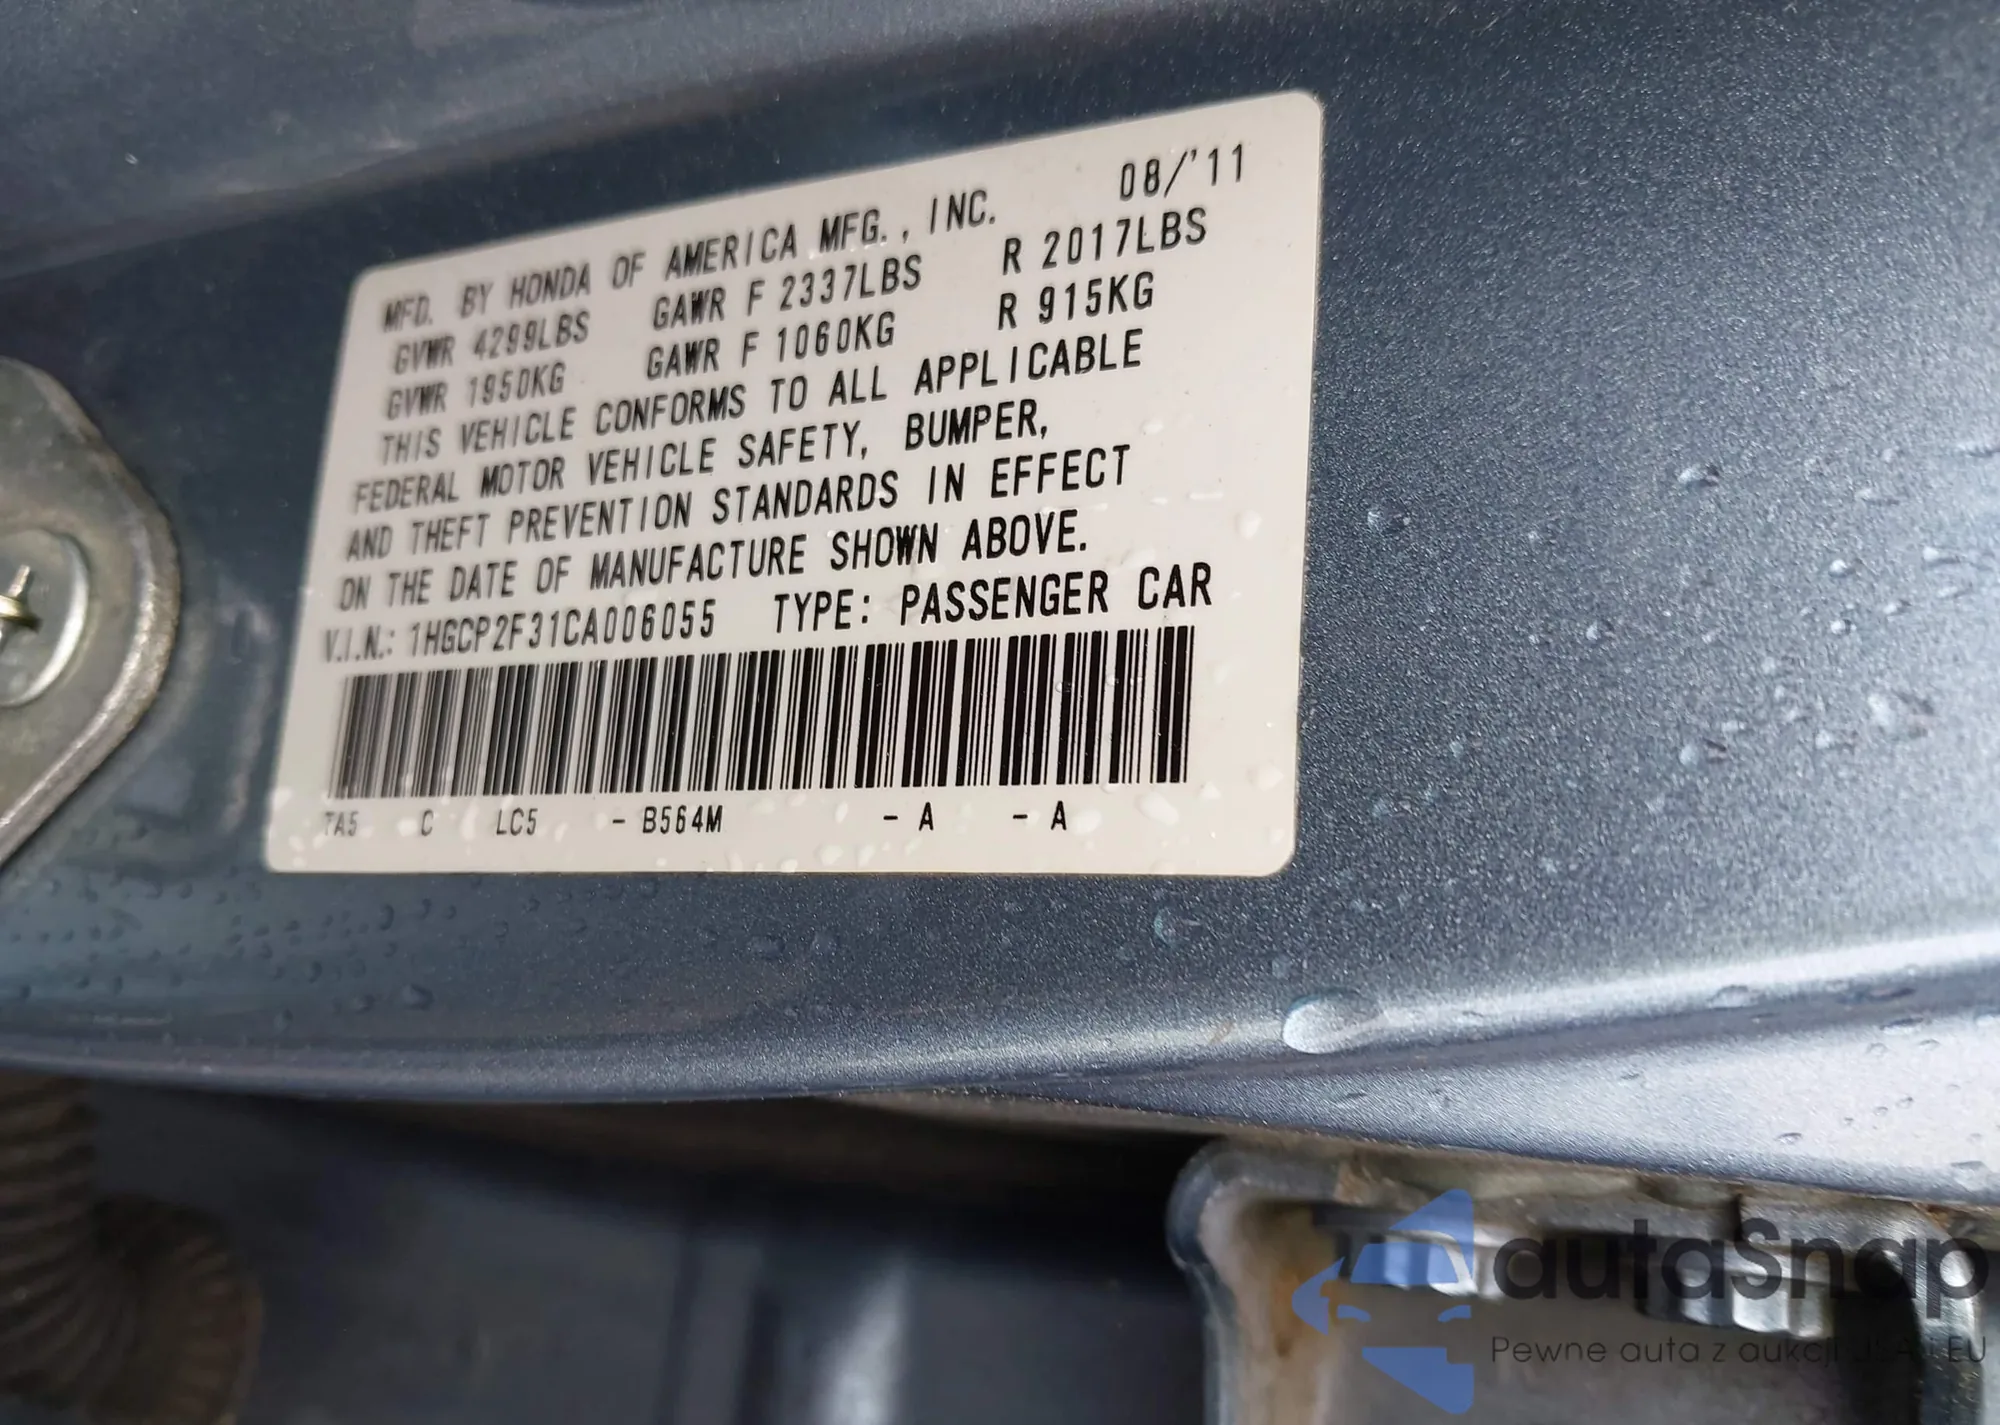 MFD. BY HONDA OF AMERICA MFG., INC. 08/'11
GVWR 4299LBS GAWR F 2337LBS R 2017LBS
GVWR 1950KG GAWR F 1060KG R 915KG
THIS VEHICLE CONFORMS TO ALL APPLICABLE
FEDERAL MOTOR VEHICLE SAFETY, BUMPER,
AND THEFT PREVENTION STANDARDS IN EFFECT
ON THE DATE OF MANUFACTURE SHOWN ABOVE.
V.I.N.: 1HGCP2F31CA006055 TYPE: PASSENGER CAR
TA5 C LC5 - B564M - A - A
autaSnap
Pewne auta z aukcji USA i EU